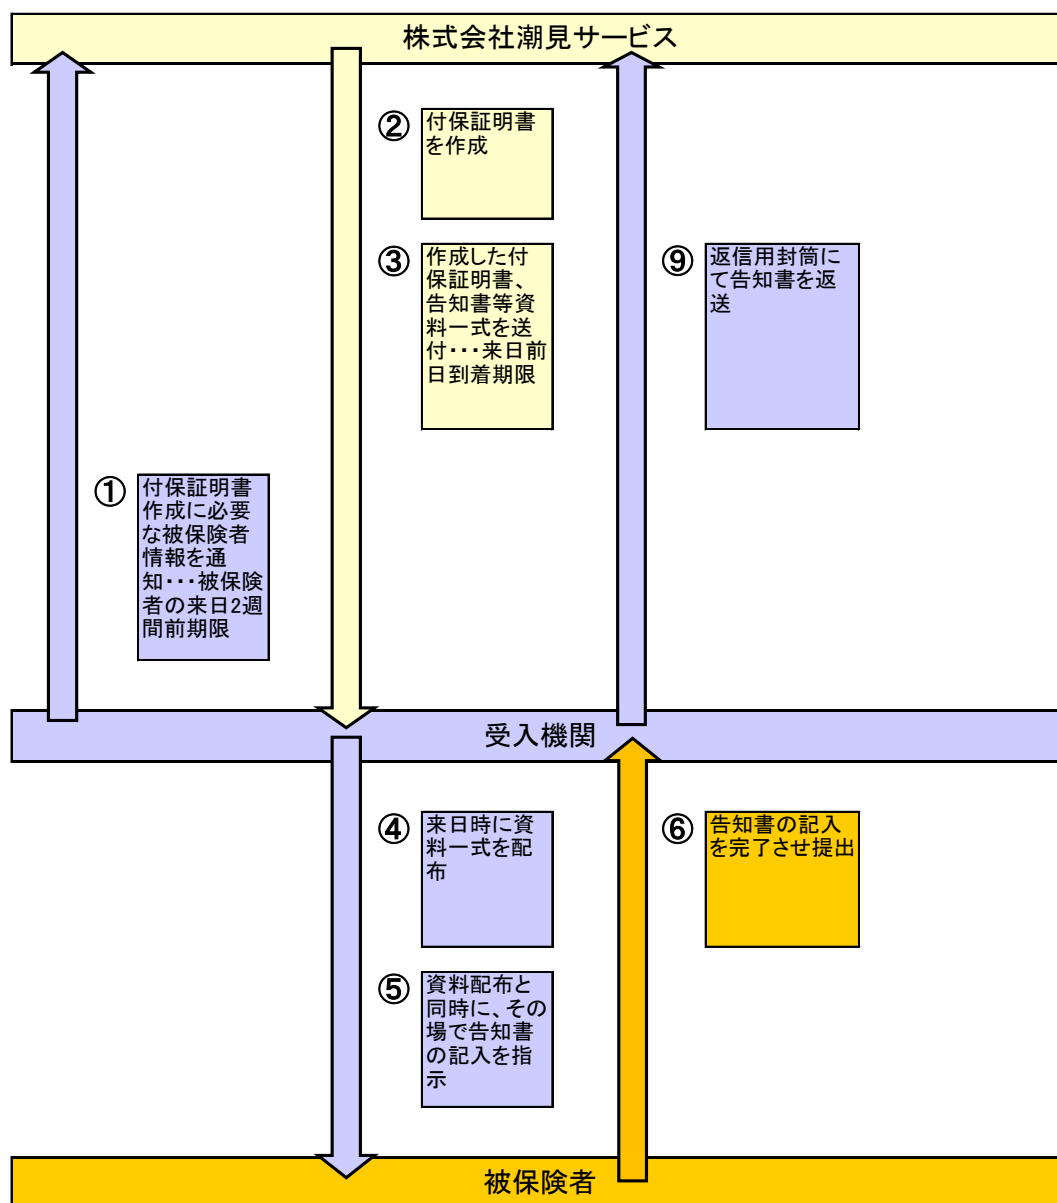 株式会社潮見サービス
②
付保証明書
を作成
③
作成した付
保証明書、
告知書等資
料一式を送
付・・・来日前
日到着期限
⑨
返信用封筒に
て告知書を返
送
①
付保証明書
作成に必要
な被保険者
情報を通
知・・・被保険
者の来日2週
間前期限
受入機関
④
来日時に資
料一式を配
布
⑤
資料配布と
同時に、その
場で告知書
の記入を指
示
⑥
告知書の記入
を完了させ提出
被保険者